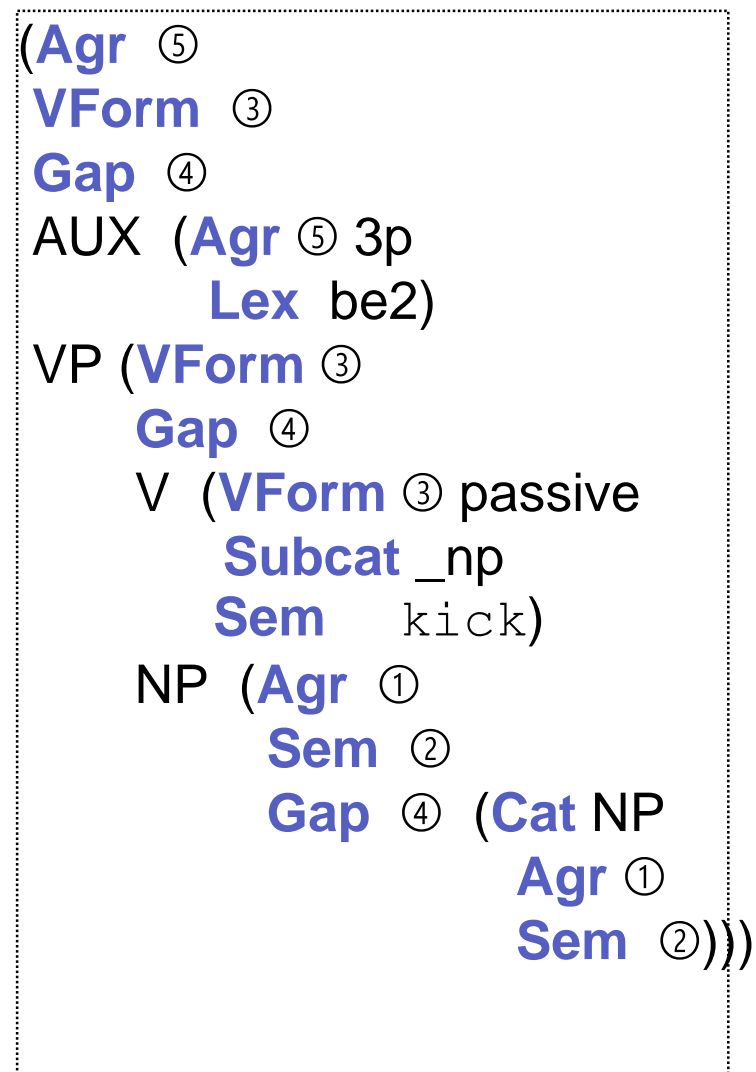 (Agr ⑤
VForm ③
Gap ④
AUX (Agr ⑤ 3p
Lex be2)
VP (VForm ③
Gap ④
V (VForm ③ passive
Subcat _np
Sem kick)
NP (Agr ①
Sem ②
Gap ④ (Cat NP
Agr ①
Sem ②)))